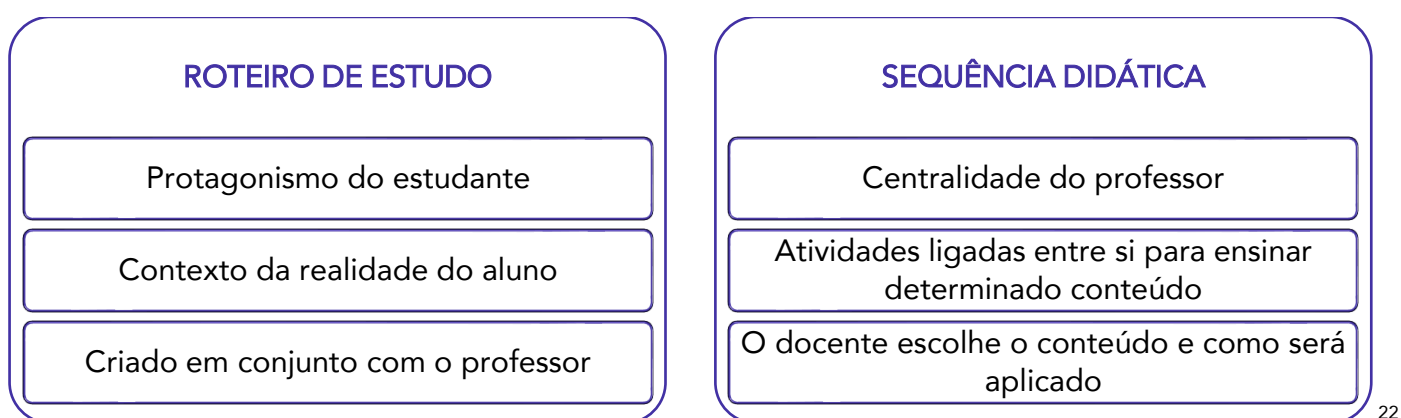 ROTEIRO DE ESTUDO
Protagonismo do estudante
Contexto da realidade do aluno
Criado em conjunto com o professor
SEQUÊNCIA DIDÁTICA
Centralidade do professor
Atividades ligadas entre si para ensinar
determinado conteúdo
O docente escolhe o conteúdo e como será
aplicado
22